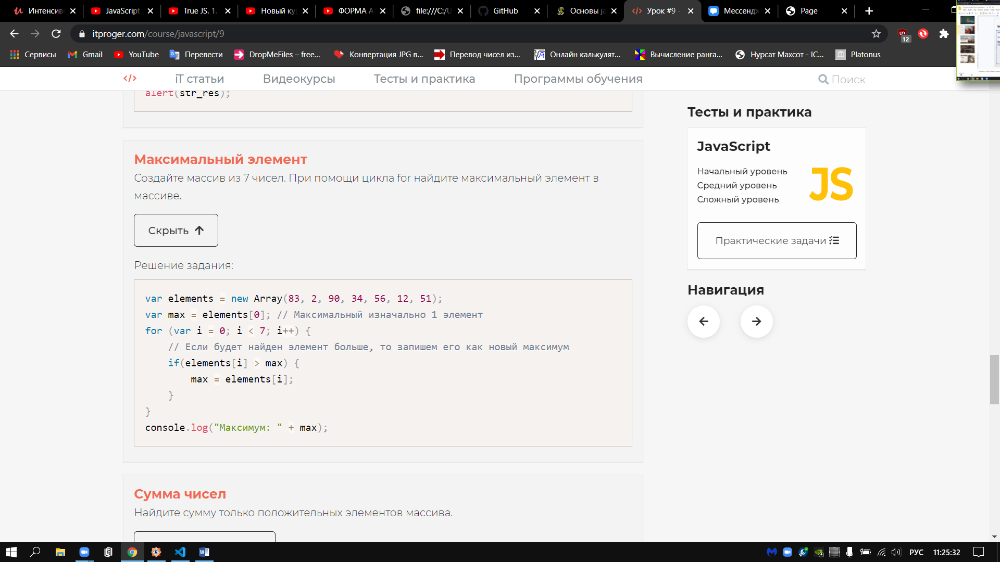 Интенсив
JavaScript
True JS. 1.
Новый ку
ФОРМА А
file:///C:/U
GitHub
Основы ja
Урок #9 -
Мессендж
Page
itproger.com/course/javascript/9
12
Сервисы
Gmail
YouTube
Перевести
DropMeFiles – free...
Конвертация JPG в...
Перевод чисел из...
Онлайн калькулят...
Вычисление ранга...
Нурсат Махсот - IC...
Platonus
</>
iT статьи
Видеокурсы
Тесты и практика
Программы обучения
Поиск
alert(str_res);
Максимальный элемент
Создайте массив из 7 чисел. При помощи цикла for найдите максимальный элемент в
массиве.
Скрыть
Решение задания:
var elements = new Array(83, 2, 90, 34, 56, 12, 51);
var max = elements[0]; // Максимальный изначально 1 элемент
for (var i = 0; i < 7; i++) {
// Если будет найден элемент больше, то запишем его как новый максимум
if(elements[i] > max) {
max = elements[i];
}
}
console.log("Максимум: " + max);
Сумма чисел
Найдите сумму только положительных элементов массива.
Тесты и практика
JavaScript
Начальный уровень
Средний уровень
Сложный уровень
JS
Практические задачи
Навигация
РУС
11:25:32